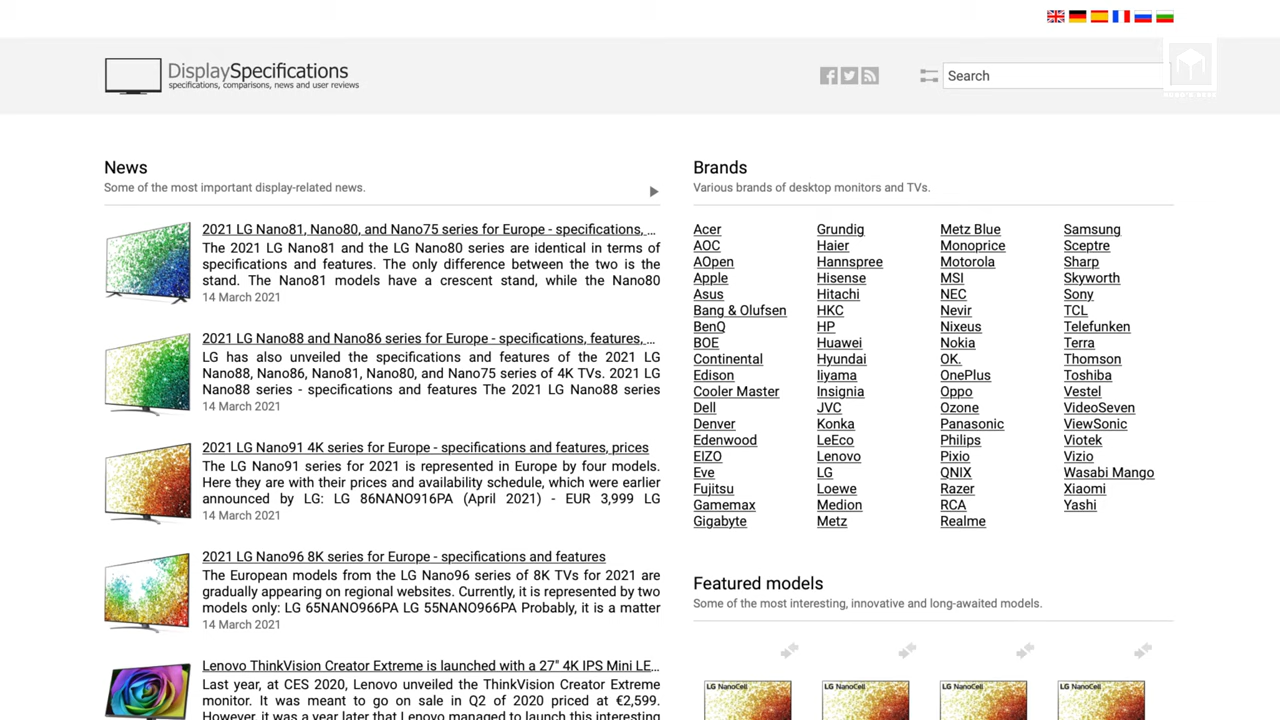 DisplaySpecifications
specifications, comparisons, news and user reviews
Search
News
Some of the most important display-related news.
2021 LG Nano81, Nano80, and Nano75 series for Europe - specifications, ...
The 2021 LG Nano81 and the LG Nano80 series are identical in terms of
specifications and features. The only difference between the two is the
stand. The Nano81 models have a crescent stand, while the Nano80
14 March 2021
2021 LG Nano88 and Nano86 series for Europe - specifications, features, ...
LG has also unveiled the specifications and features of the 2021 LG
Nano88, Nano86, Nano81, Nano80, and Nano75 series of 4K TVs. 2021 LG
Nano88 series - specifications and features The 2021 LG Nano88 series
14 March 2021
2021 LG Nano91 4K series for Europe - specifications and features, prices
The LG Nano91 series for 2021 is represented in Europe by four models.
Here they are with their prices and availability schedule, which were earlier
announced by LG: LG 86NANO916PA (April 2021) - EUR 3,999 LG
14 March 2021
2021 LG Nano96 8K series for Europe - specifications and features
The European models from the LG Nano96 series of 8K TVs for 2021 are
gradually appearing on regional websites. Currently, it is represented by two
models only: LG 65NANO966PA LG 55NANO966PA Probably, it is a matter
14 March 2021
Lenovo ThinkVision Creator Extreme is launched with a 27" 4K IPS Mini LE...
Last year, at CES 2020, Lenovo unveiled the ThinkVision Creator Extreme
monitor. It was meant to go on sale in Q2 of 2020 priced at €2,599.
However, it was a year later that Lenovo managed to launch this interesting
Brands
Various brands of desktop monitors and TVs.
Acer
AOC
AOpen
Apple
Asus
Bang & Olufsen
BenQ
BOE
Continental
Edison
Cooler Master
Dell
Denver
Edenwood
EIZO
Eve
Fujitsu
Gamemax
Gigabyte
Grundig
Haier
Hannspree
Hisense
Hitachi
HKC
HP
Huawei
Hyundai
Iiyama
Insignia
JVC
Konka
LeEco
Lenovo
LG
Loewe
Medion
Metz
Metz Blue
Monoprice
Motorola
MSI
NEC
Nevir
Nixeus
Nokia
OK.
OnePlus
Oppo
Ozone
Panasonic
Philips
Pixio
QNIX
Razer
RCA
Realme
Samsung
Sceptre
Sharp
Skyworth
Sony
TCL
Telefunken
Terra
Thomson
Toshiba
Vestel
VideoSeven
ViewSonic
Viotek
Vizio
Wasabi Mango
Xiaomi
Yashi
Featured models
Some of the most interesting, innovative and long-awaited models.
LG NanoCell
LG NanoCell
LG NanoCell
LG NanoCell